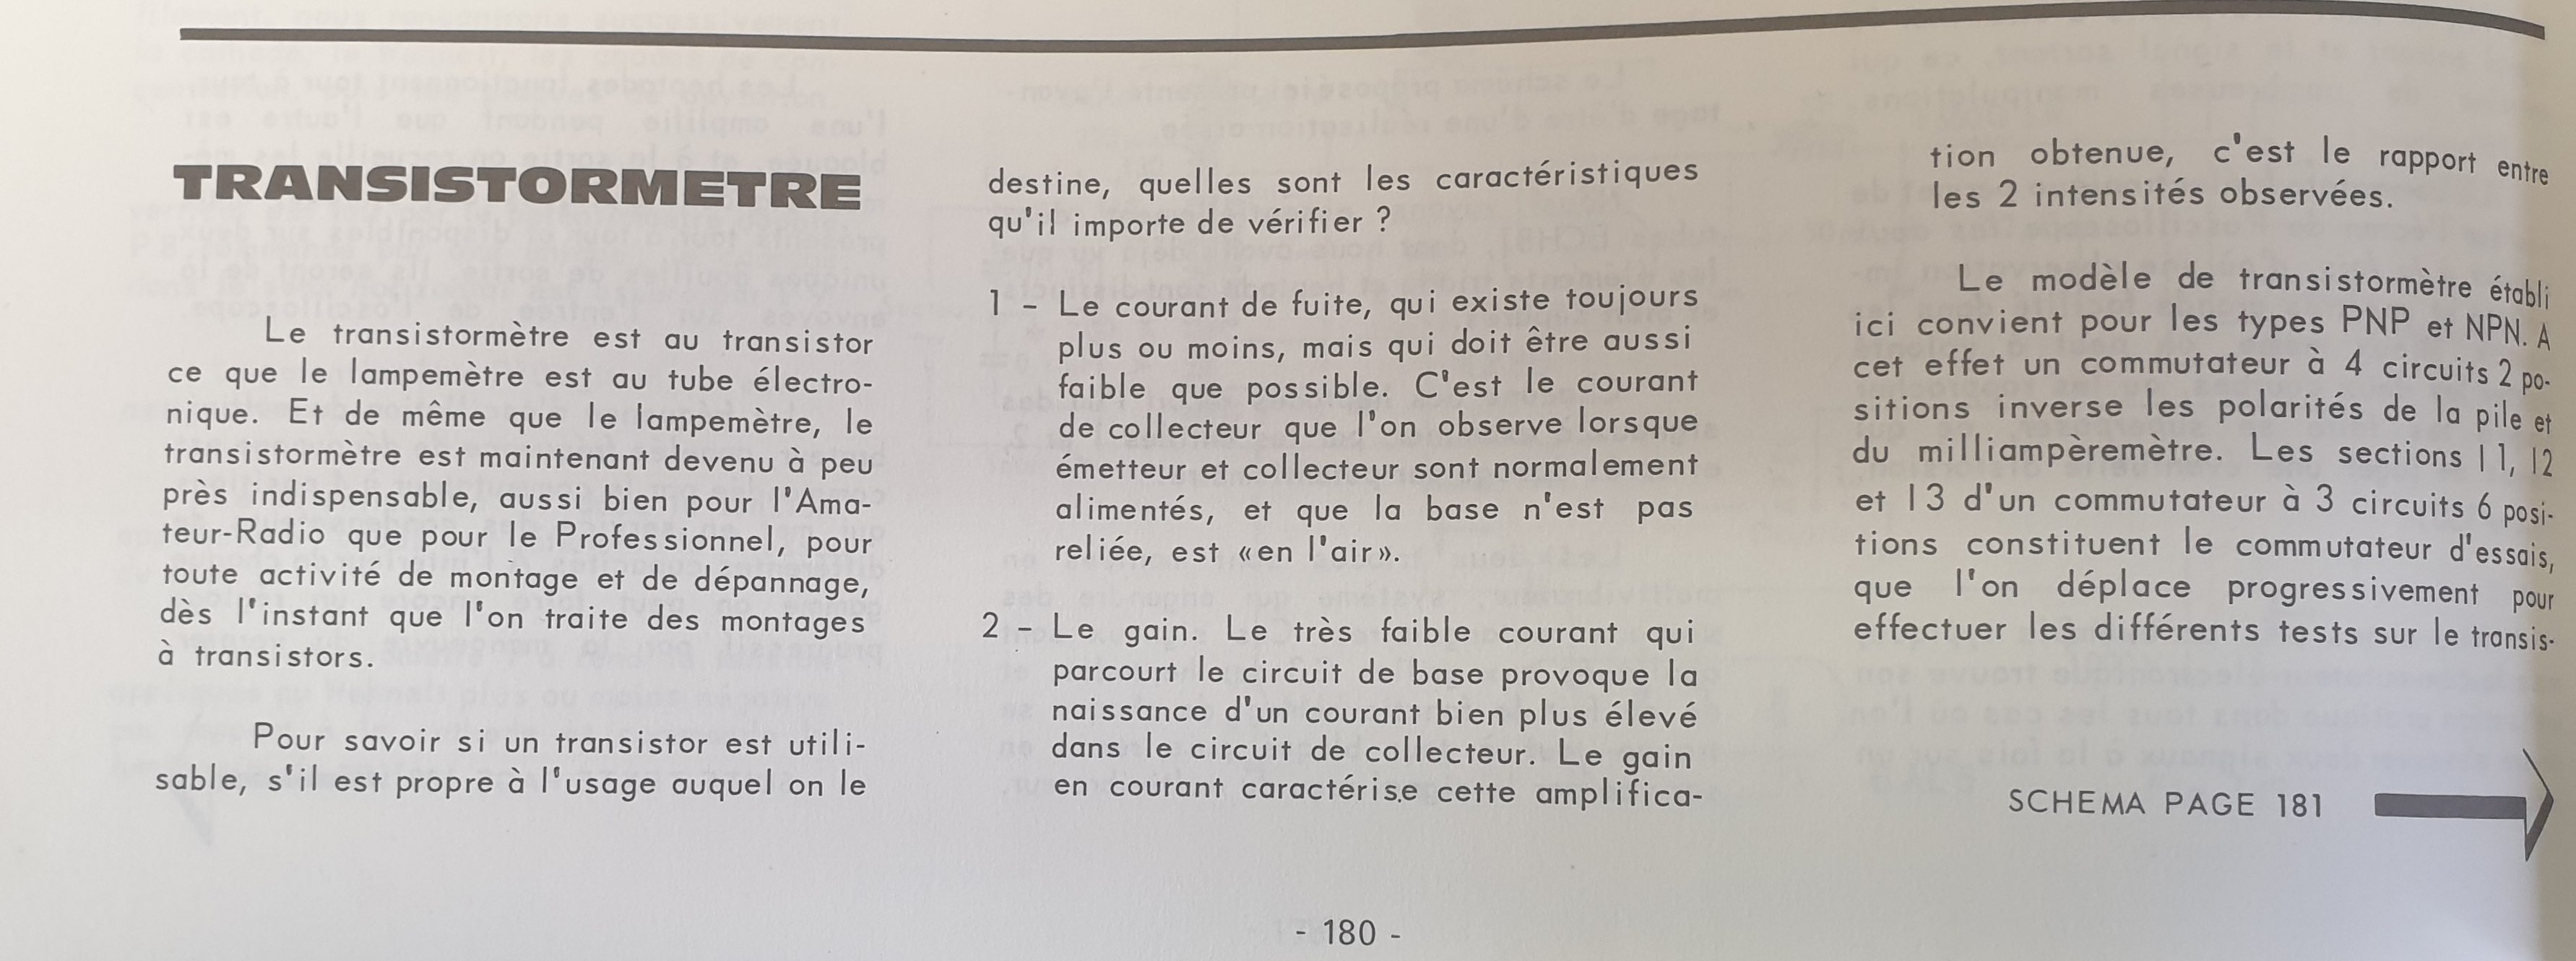 TRANSISTORMETRE
Le transistormètre est au transistor
ce que le lampemètre est au tube électro-
nique. Et de même que le lampemètre, le
transistormètre est maintenant devenu à peu
près indispensable, aussi bien pour l'Ama-
teur-Radio que pour le Professionnel, pour
toute activité de montage et de dépannage,
dès l'instant que l'on traite des montages
à transistors.
Pour savoir si un transistor est utili-
sable, s'il est propre à l'usage auquel on le
destine, quelles sont les caractéristiques
qu'il importe de vérifier ?
1 - Le courant de fuite, qui existe toujours
plus ou moins, mais qui doit être aussi
faible que possible. C'est le courant
de collecteur que l'on observe lorsque
émetteur et collecteur sont normalement
alimentés, et que la base n'est pas
reliée, est «en l'air».
2 - Le gain. Le très faible courant qui
parcourt le circuit de base provoque la
naissance d'un courant bien plus élevé
dans le circuit de collecteur. Le gain
en courant caractérise cette amplifica-
tion obtenue, c'est le rapport entre
les 2 intensités observées.
Le modèle de transistormètre établi
ici convient pour les types PNP et NPN. A
cet effet un commutateur à 4 circuits 2 po-
sitions inverse les polarités de la pile et
du milliampèremètre. Les sections I 1, I2
et I 3 d'un commutateur à 3 circuits 6 posi-
tions constituent le commutateur d'essais,
que l'on déplace progressivement pour
effectuer les différents tests sur le transis-
SCHEMA PAGE 181
- 180 -